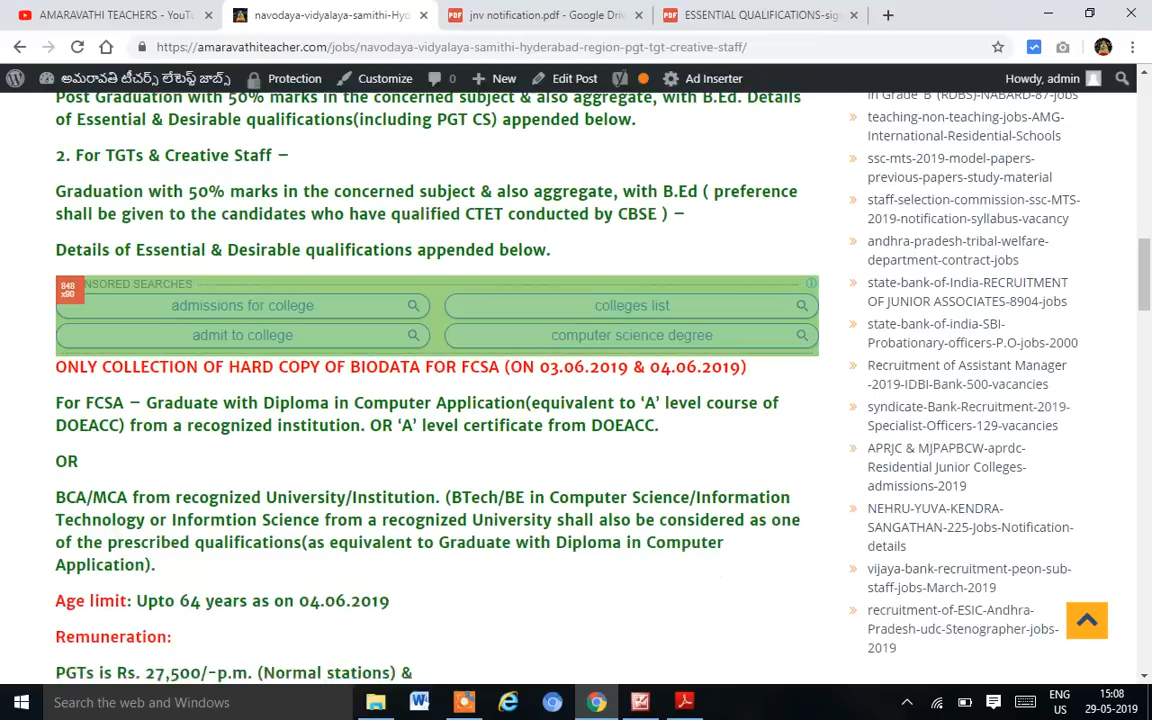 AMARAVATHI TEACHERS - YouTu
navodaya-vidyalaya-samithi-Hyd
jnv notification.pdf - Google Driv
ESSENTIAL QUALIFICATIONS-sig
https://amaravathiteacher.com/jobs/navodaya-vidyalaya-samithi-hyderabad-region-pgt-tgt-creative-staff/
అమరావతి టీచర్స్ లేటెస్ట్ జాబ్స్
Protection
Customize
0
New
Edit Post
Ad Inserter
Howdy, admin
Post Graduation with 50% marks in the concerned subject & also aggregate, with B.Ed. Details
of Essential & Desirable qualifications(including PGT CS) appended below.
2. For TGTs & Creative Staff –
Graduation with 50% marks in the concerned subject & also aggregate, with B.Ed ( preference
shall be given to the candidates who have qualified CTET conducted by CBSE ) –
Details of Essential & Desirable qualifications appended below.
848
x90
NSORED SEARCHES
admissions for college
colleges list
admit to college
computer science degree
ONLY COLLECTION OF HARD COPY OF BIODATA FOR FCSA (ON 03.06.2019 & 04.06.2019)
For FCSA – Graduate with Diploma in Computer Application(equivalent to ‘A’ level course of
DOEACC) from a recognized institution. OR ‘A’ level certificate from DOEACC.
OR
BCA/MCA from recognized University/Institution. (BTech/BE in Computer Science/Information
Technology or Informtion Science from a recognized University shall also be considered as one
of the prescribed qualifications(as equivalent to Graduate with Diploma in Computer
Application).
Age limit: Upto 64 years as on 04.06.2019
Remuneration:
PGTs is Rs. 27,500/-p.m. (Normal stations) &
in Grade 'B' (RDBS)-NABARD-87-jobs
teaching-non-teaching-jobs-AMG-
International-Residential-Schools
ssc-mts-2019-model-papers-
previous-papers-study-material
staff-selection-commission-ssc-MTS-
2019-notification-syllabus-vacancy
andhra-pradesh-tribal-welfare-
department-contract-jobs
state-bank-of-India-RECRUITMENT
OF JUNIOR ASSOCIATES-8904-jobs
state-bank-of-india-SBI-
Probationary-officers-P.O-jobs-2000
Recruitment of Assistant Manager
-2019-IDBI-Bank-500-vacancies
syndicate-Bank-Recruitment-2019-
Specialist-Officers-129-vacancies
APRJC & MJPAPBCW-aprdc-
Residential Junior Colleges-
admissions-2019
NEHRU-YUVA-KENDRA-
SANGATHAN-225-Jobs-Notification-
details
vijaya-bank-recruitment-peon-sub-
staff-jobs-March-2019
recruitment-of-ESIC-Andhra-
Pradesh-udc-Stenographer-jobs-
2019
Search the web and Windows
ENG
US
15:08
29-05-2019